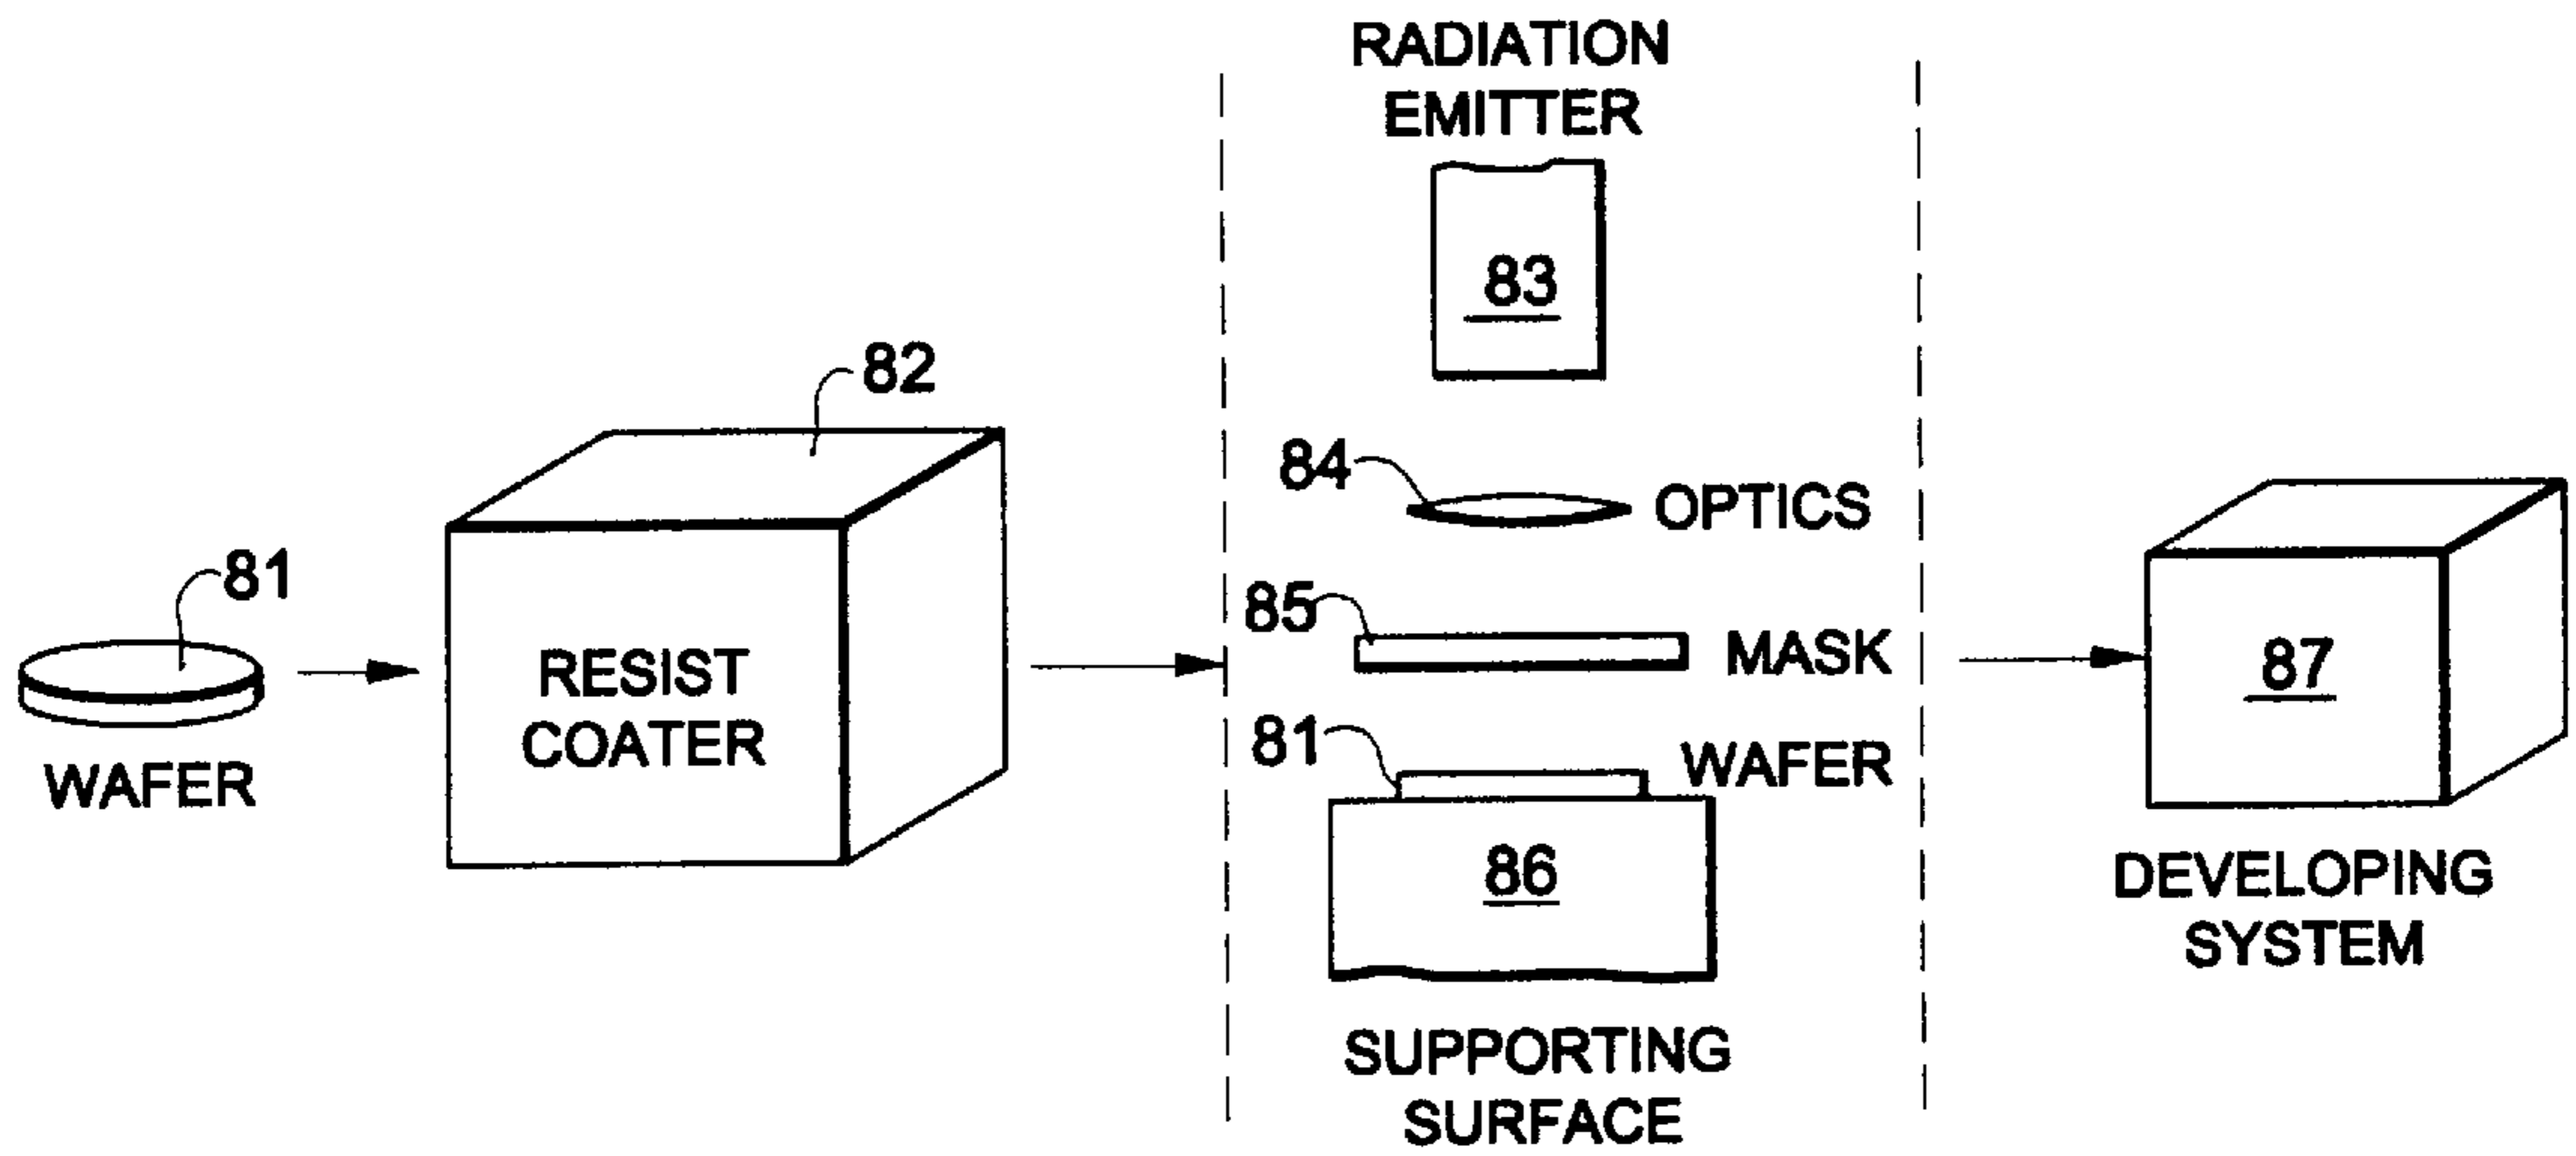 81
WAFER
82
RESIST
COATER
RADIATION
EMITTER
83
84
OPTICS
85
MASK
81
WAFER
86
SUPPORTING
SURFACE
87
DEVELOPING
SYSTEM